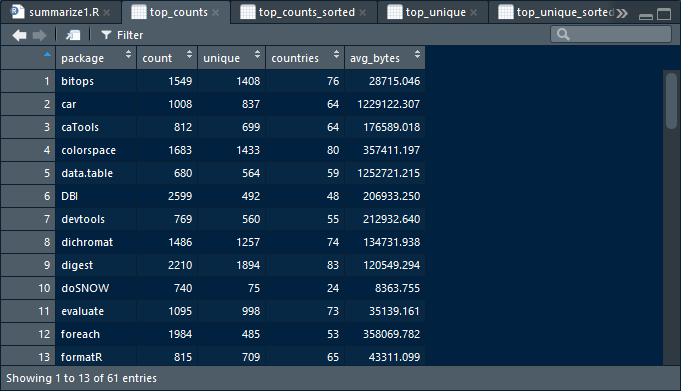 summarize1.R top_counts top_counts_sorted top_unique top_unique_sorted
Filter
package count unique countries avg_bytes
1 bitops 1549 1408 76 28715.046
2 car 1008 837 64 1229122.307
3 caTools 812 699 64 176589.018
4 colorspace 1683 1433 80 357411.197
5 data.table 680 564 59 1252721.215
6 DBI 2599 492 48 206933.250
7 devtools 769 560 55 212932.640
8 dichromat 1486 1257 74 134731.938
9 digest 2210 1894 83 120549.294
10 doSNOW 740 75 24 8363.755
11 evaluate 1095 998 73 35139.161
12 foreach 1984 485 53 358069.782
13 formatR 815 709 65 43311.099
Showing 1 to 13 of 61 entries